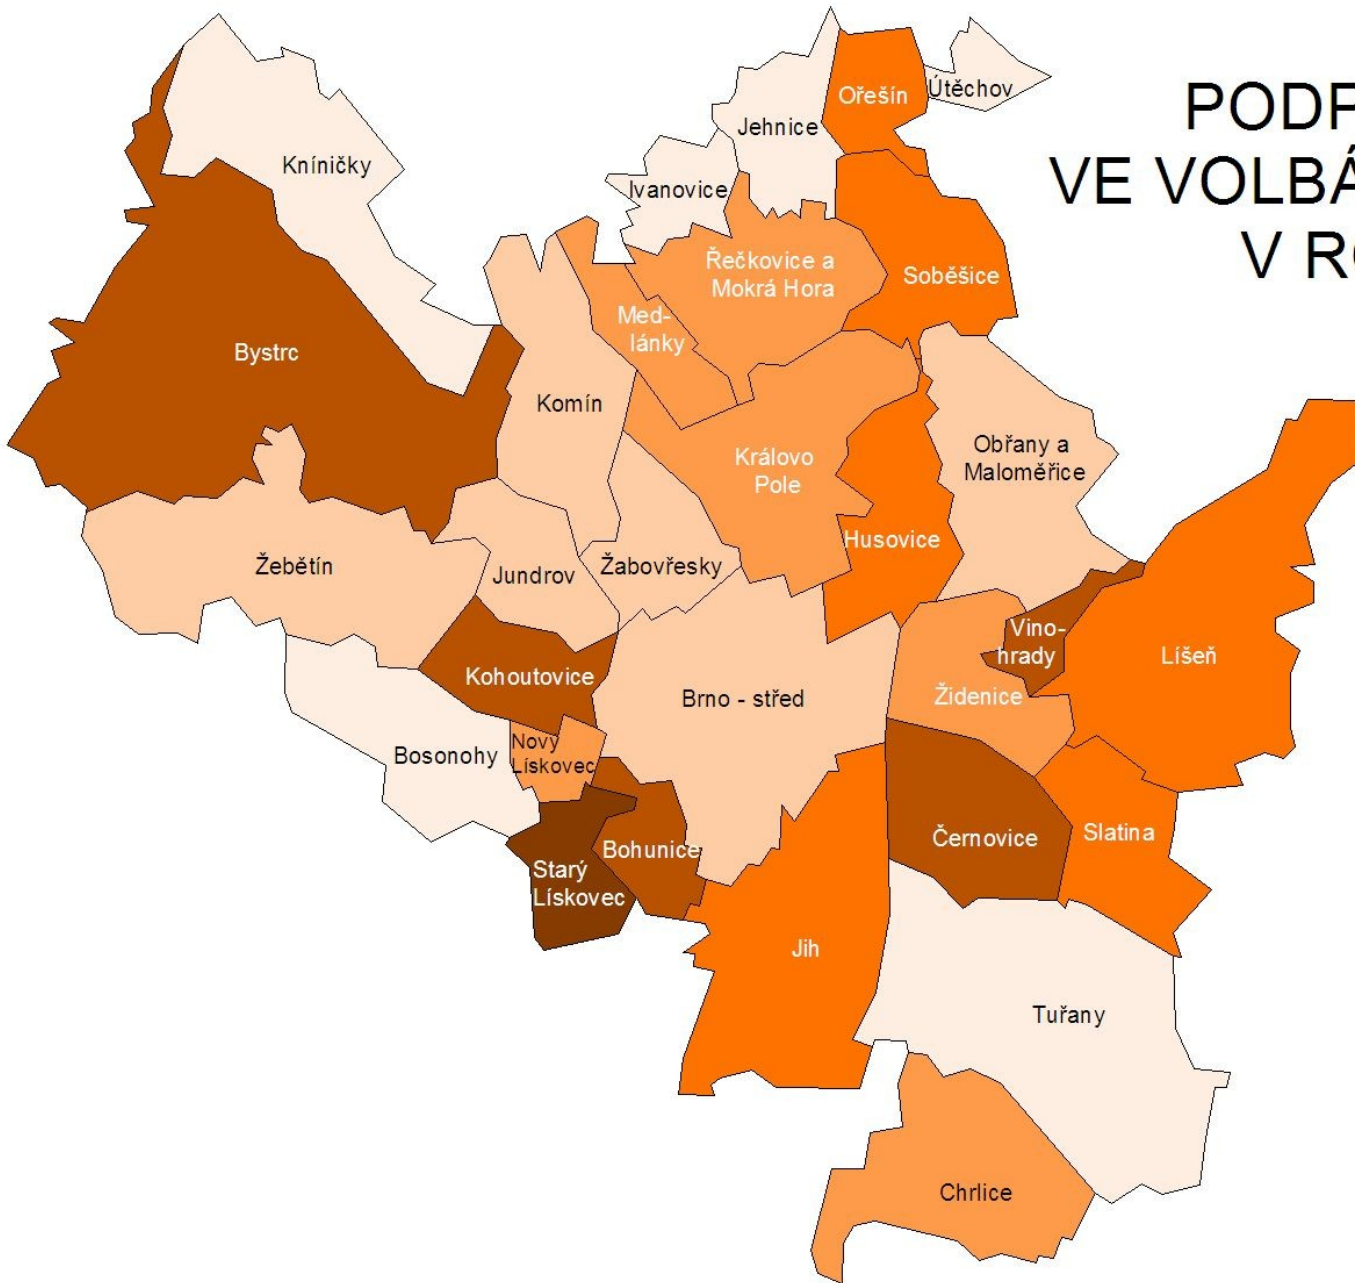 PODP
VE VOLBÁ
V R
Ořešín
Útěchov
Jehnice
Kníničky
Ivanovice
Řečkovice a
Mokrá Hora
Soběšice
Med-
lánky
Bystrc
Komín
Obřany a
Maloměřice
Královo
Pole
Husovice
Žebětín
Jundrov
Žabovřesky
Vino-
hrady
Líšeň
Kohoutovice
Brno - střed
Židenice
Nový
Lískovec
Bosonohy
Černovice
Slatina
Bohunice
Starý
Lískovec
Jih
Tuřany
Chrlice